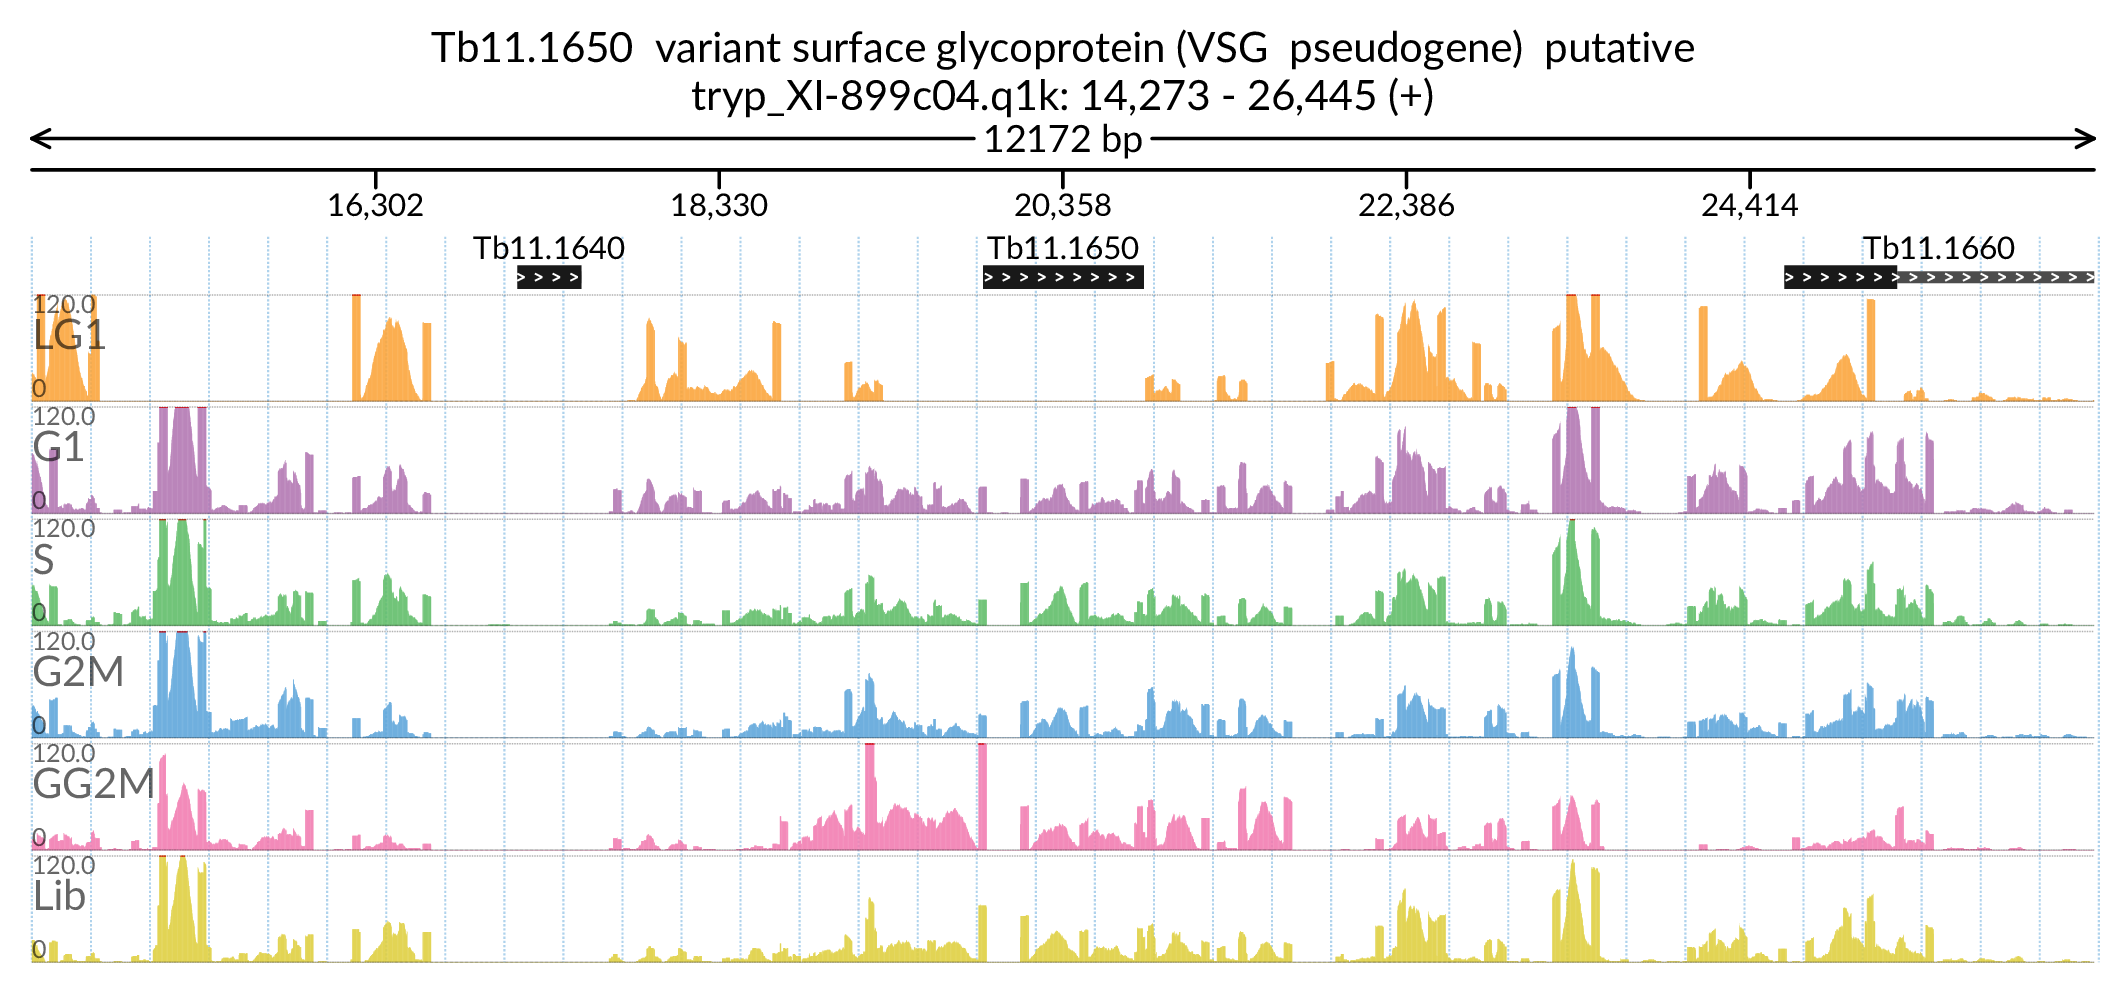 Tb11.1650 variant surface glycoprotein (VSG pseudogene) putative
tryp_XI-899c04.q1k: 14,273 - 26,445 (+)
12172 bp
16,302 18,330 20,358 22,386 24,414
Tb11.1640 Tb11.1650 Tb11.1660
120.0
LG1
0
120.0
G1
0
120.0
S
0
120.0
G2M
0
120.0
GG2M
0
120.0
Lib
0